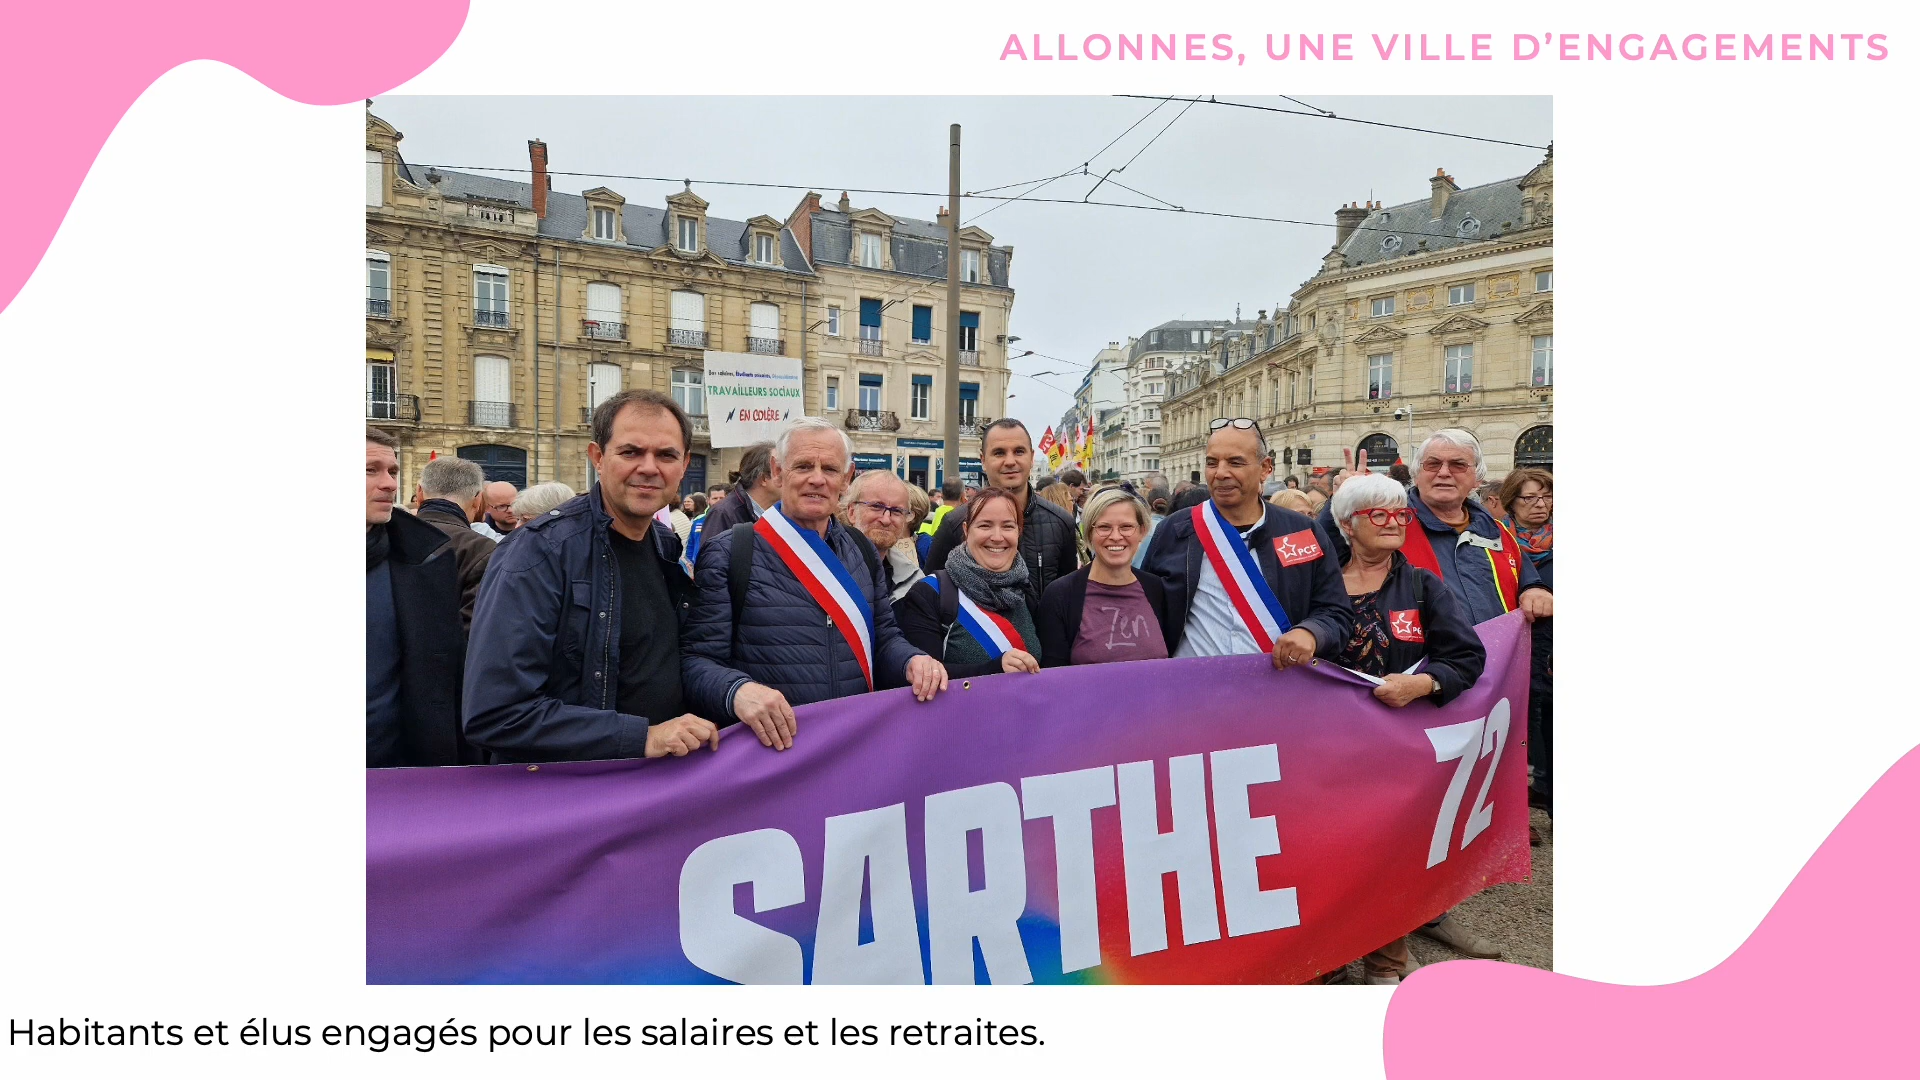 ALLONNES, UNE VILLE D’ENGAGEMENTS
TRAVAILLEURS SOCIAUX
EN COLÈRE
PCF
Zen
SARTHE
72
Habitants et élus engagés pour les salaires et les retraites.